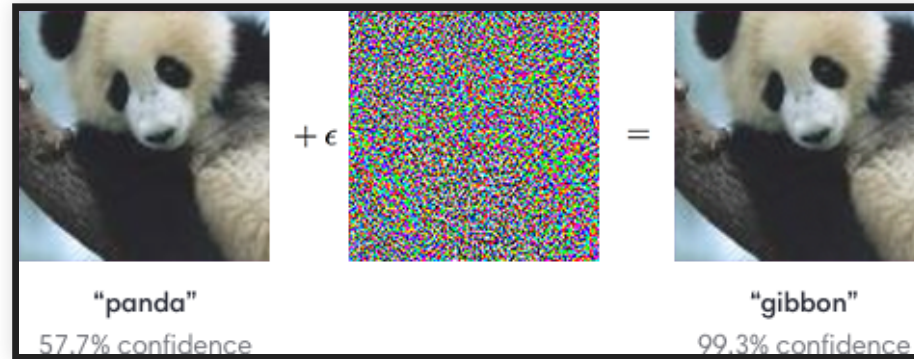 + ϵ =
“panda” “gibbon”
57.7% confidence 99.3% confidence